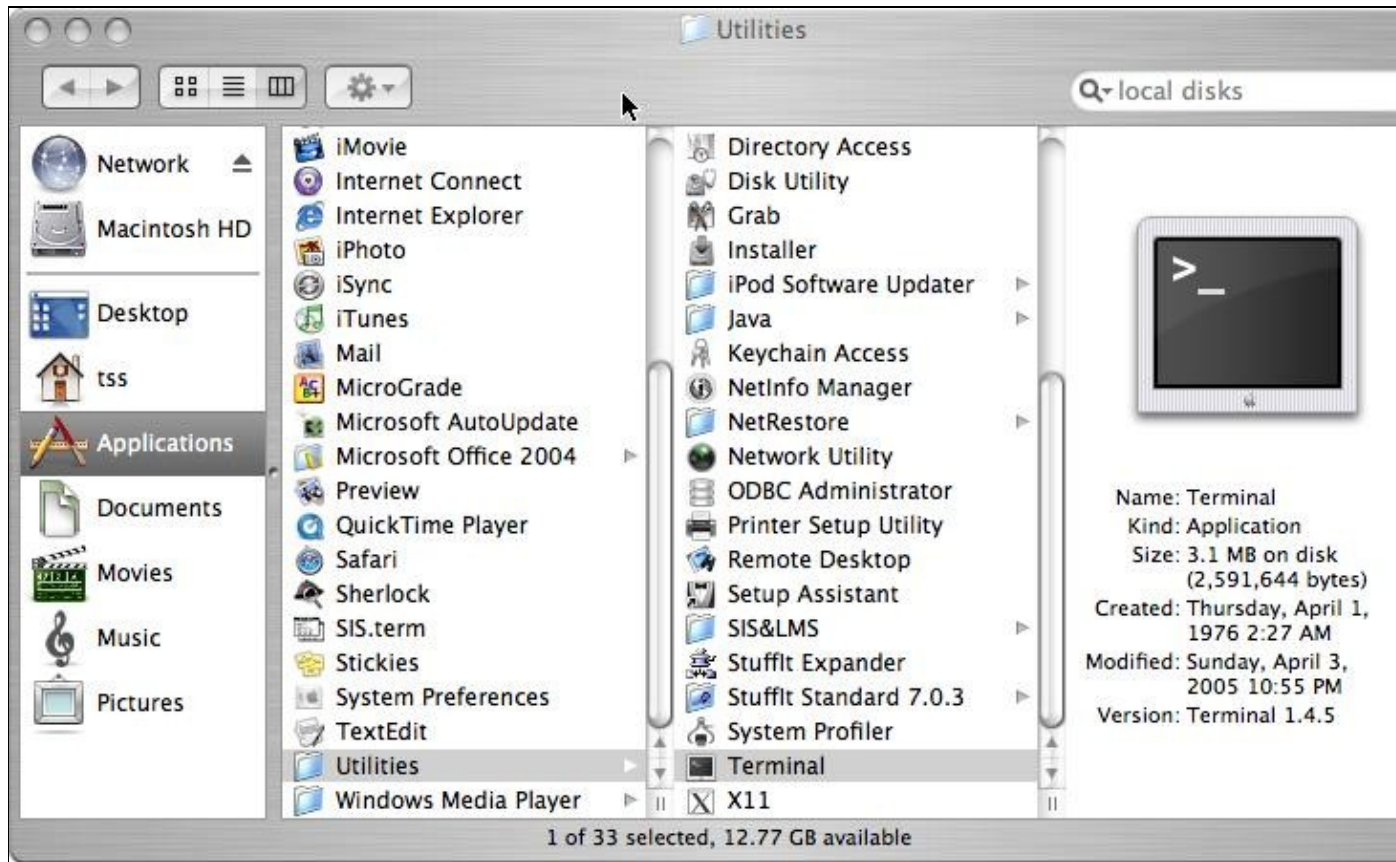 Utilities
local disks
Network
Macintosh HD
Desktop
tss
Applications
Documents
Movies
Music
Pictures
iMovie
Internet Connect
Internet Explorer
iPhoto
iSync
iTunes
Mail
MicroGrade
Microsoft AutoUpdate
Microsoft Office 2004
Preview
QuickTime Player
Safari
Sherlock
SIS.term
Stickies
System Preferences
TextEdit
Utilities
Windows Media Player
Directory Access
Disk Utility
Grab
Installer
iPod Software Updater
Java
Keychain Access
NetInfo Manager
NetRestore
Network Utility
ODBC Administrator
Printer Setup Utility
Remote Desktop
Setup Assistant
SIS&LMS
StuffIt Expander
StuffIt Standard 7.0.3
System Profiler
Terminal
X11
>_
Name: Terminal
Kind: Application
Size: 3.1 MB on disk
(2,591,644 bytes)
Created: Thursday, April 1,
1976 2:27 AM
Modified: Sunday, April 3,
2005 10:55 PM
Version: Terminal 1.4.5
1 of 33 selected, 12.77 GB available